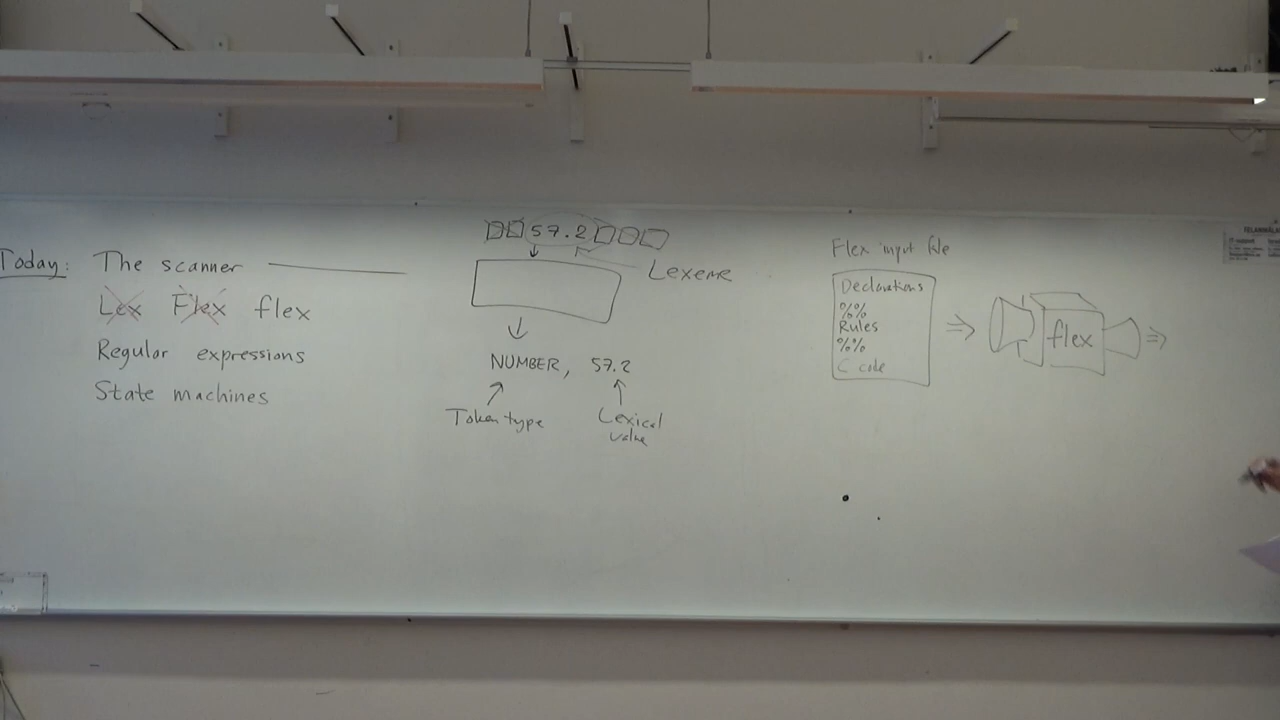 Today: The scanner
Lex Flex flex
Regular expressions
State machines
57.2
Lexeme
NUMBER, 57.2
Token type
Lexical
value
Flex input file
Declarations
%%
Rules
%%
C code
flex